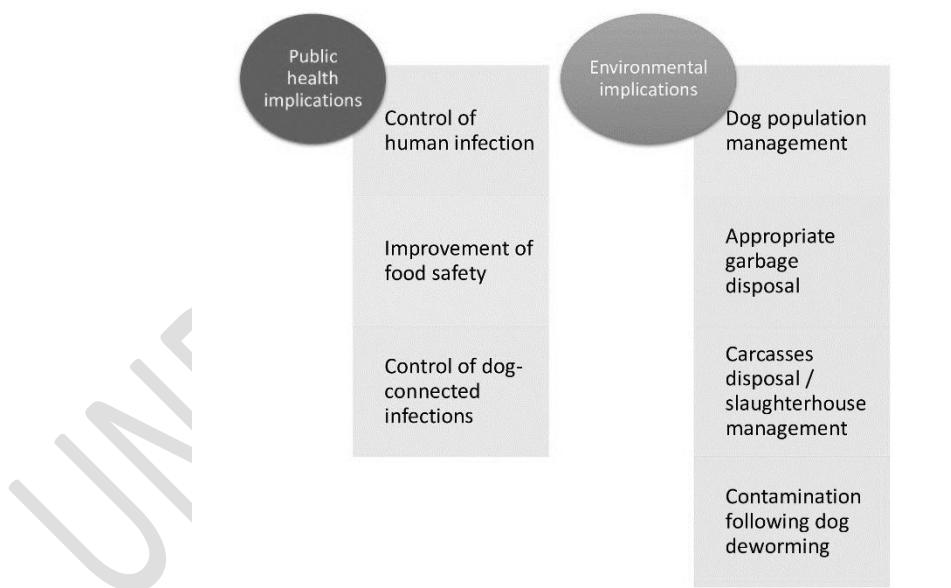 Public
health
implications
Control of
human infection
Improvement of
food safety
Control of dog-
connected
infections
Environmental
implications
Dog population
management
Appropriate
garbage
disposal
Carcasses
disposal /
slaughterhouse
management
Contamination
following dog
deworming